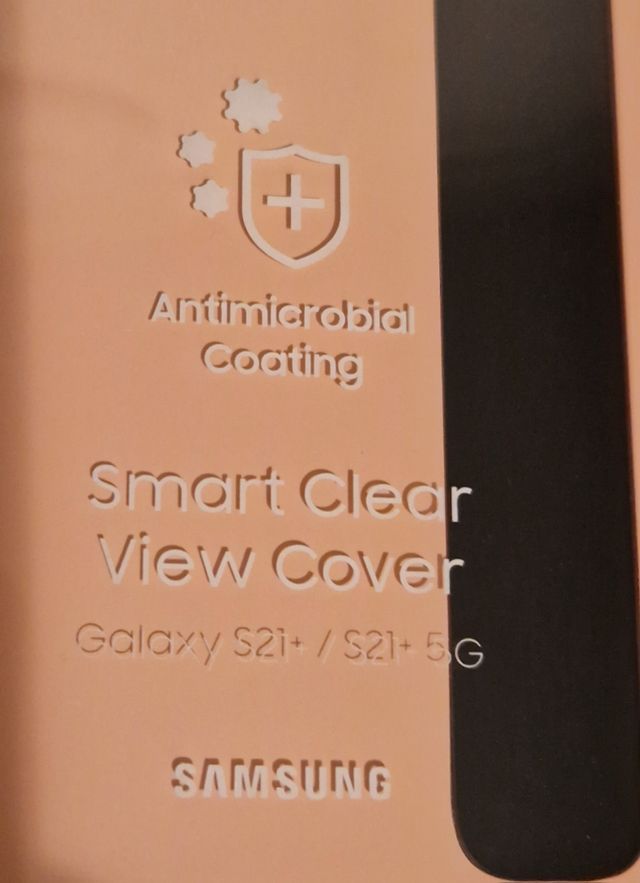 Antimicrobial
Coating
Smart Clear
View Cover
Galaxy S21+ / S21+ 5G
SAMSUNG